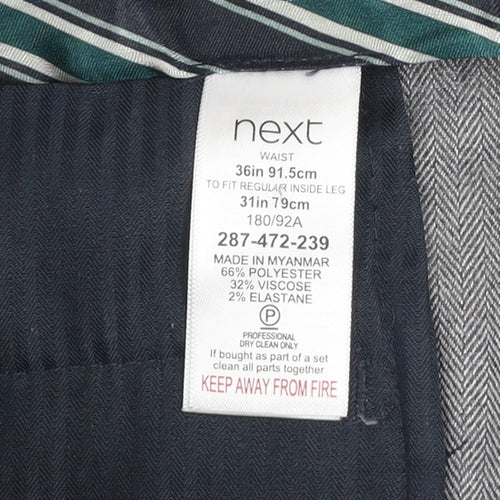 next
WAIST
36in 91.5cm
TO FIT REGULAR INSIDE LEG
31in 79cm
180/92A
287-472-239
MADE IN MYANMAR
66% POLYESTER
32% VISCOSE
2% ELASTANE
P
PROFESSIONAL
DRY CLEAN ONLY
If bought as part of a set
clean all parts together
KEEP AWAY FROM FIRE